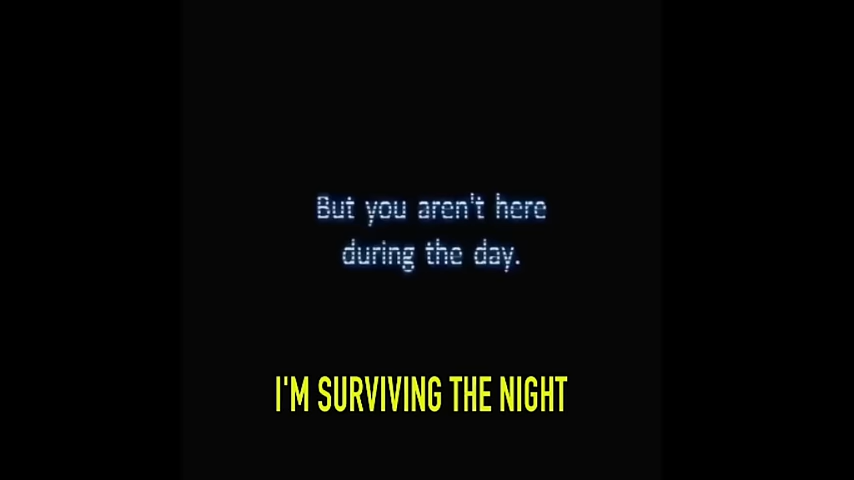 But you aren't here
during the day.
I'M SURVIVING THE NIGHT